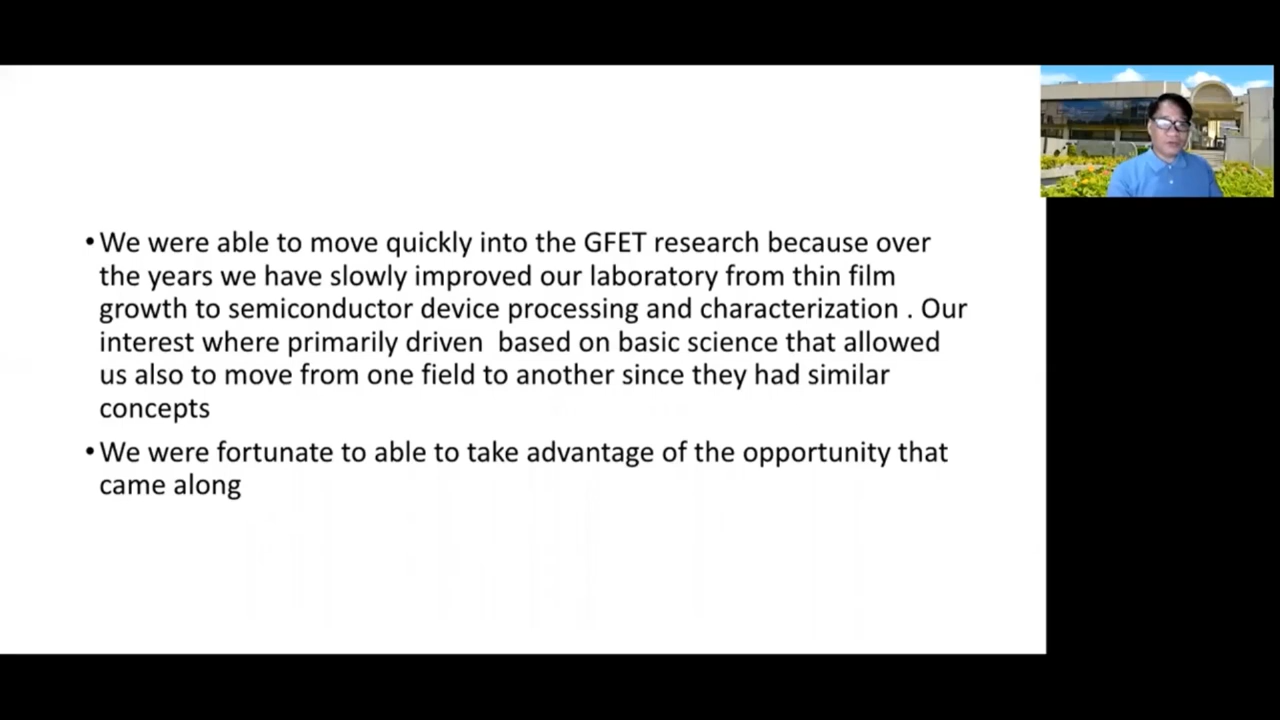 •We were able to move quickly into the GFET research because over
the years we have slowly improved our laboratory from thin film
growth to semiconductor device processing and characterization . Our
interest where primarily driven  based on basic science that allowed
us also to move from one field to another since they had similar
concepts
•We were fortunate to able to take advantage of the opportunity that
came along